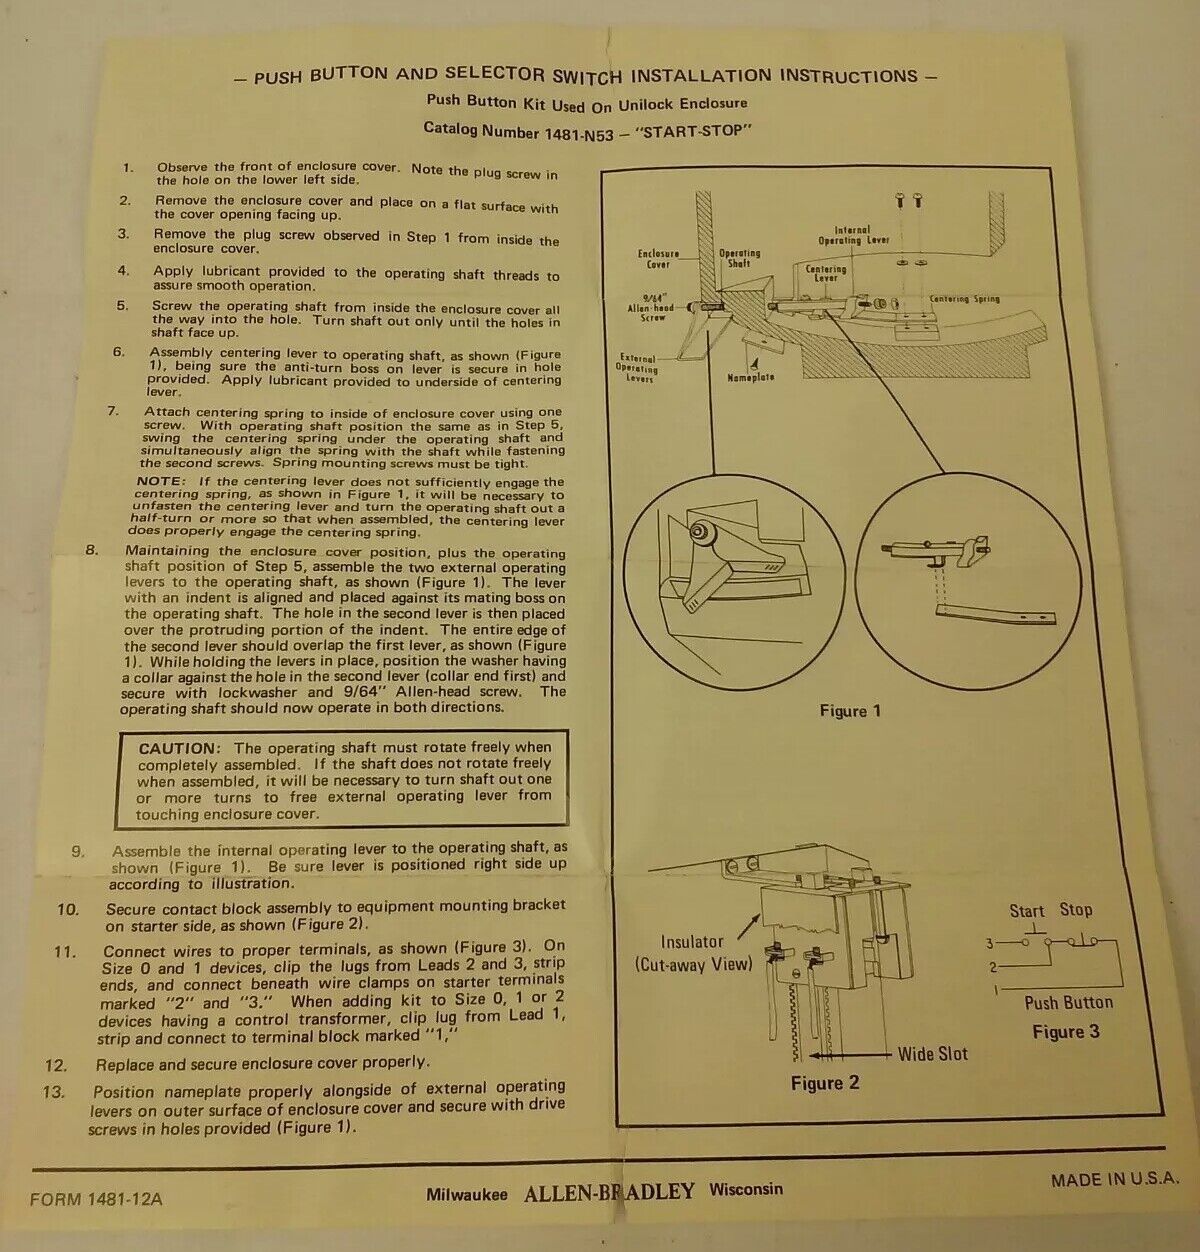 — PUSH BUTTON AND SELECTOR SWITCH INSTALLATION INSTRUCTIONS —
Push Button Kit Used On Unilock Enclosure
Catalog Number 1481-N53 — "START-STOP"
1. Observe the front of enclosure cover. Note the plug screw in
the hole on the lower left side.
2. Remove the enclosure cover and place on a flat surface with
the cover opening facing up.
3. Remove the plug screw observed in Step 1 from inside the
enclosure cover.
4. Apply lubricant provided to the operating shaft threads to
assure smooth operation.
5. Screw the operating shaft from inside the enclosure cover all
the way into the hole. Turn shaft out only until the holes in
shaft face up.
6. Assembly centering lever to operating shaft, as shown (Figure
1), being sure the anti-turn boss on lever is secure in hole
provided. Apply lubricant provided to underside of centering
lever.
7. Attach centering spring to inside of enclosure cover using one
screw. With operating shaft position the same as in Step 5,
swing the centering spring under the operating shaft and
simultaneously align the spring with the shaft while fastening
the second screws. Spring mounting screws must be tight.
NOTE: If the centering lever does not sufficiently engage the
centering spring, as shown in Figure 1, it will be necessary to
unfasten the centering lever and turn the operating shaft out a
half-turn or more so that when assembled, the centering lever
does properly engage the centering spring.
8. Maintaining the enclosure cover position, plus the operating
shaft position of Step 5, assemble the two external operating
levers to the operating shaft, as shown (Figure 1). The lever
with an indent is aligned and placed against its mating boss on
the operating shaft. The hole in the second lever is then placed
over the protruding portion of the indent. The entire edge of
the second lever should overlap the first lever, as shown (Figure
1). While holding the levers in place, position the washer having
a collar against the hole in the second lever (collar end first) and
secure with lockwasher and 9/64" Allen-head screw. The
operating shaft should now operate in both directions.
CAUTION: The operating shaft must rotate freely when
completely assembled. If the shaft does not rotate freely
when assembled, it will be necessary to turn shaft out one
or more turns to free external operating lever from
touching enclosure cover.
9. Assemble the internal operating lever to the operating shaft, as
shown (Figure 1). Be sure lever is positioned right side up
according to illustration.
10. Secure contact block assembly to equipment mounting bracket
on starter side, as shown (Figure 2).
11. Connect wires to proper terminals, as shown (Figure 3). On
Size 0 and 1 devices, clip the lugs from Leads 2 and 3, strip
ends, and connect beneath wire clamps on starter terminals
marked "2" and "3." When adding kit to Size 0, 1 or 2
devices having a control transformer, clip lug from Lead 1,
strip and connect to terminal block marked "1,"
12. Replace and secure enclosure cover properly.
13. Position nameplate properly alongside of external operating
levers on outer surface of enclosure cover and secure with drive
screws in holes provided (Figure 1).
Internal
Operating Lever
Enclosure
Cover
Operating
Shaft
Centering
Lever
9/64"
Allen-head
Screw
Centering Spring
External
Operating
Levers
Nameplate
Figure 1
Insulator
(Cut-away View)
Wide Slot
Figure 2
Start Stop
3
2
1
Push Button
Figure 3
FORM 1481-12A
Milwaukee ALLEN-BRADLEY Wisconsin
MADE IN U.S.A.